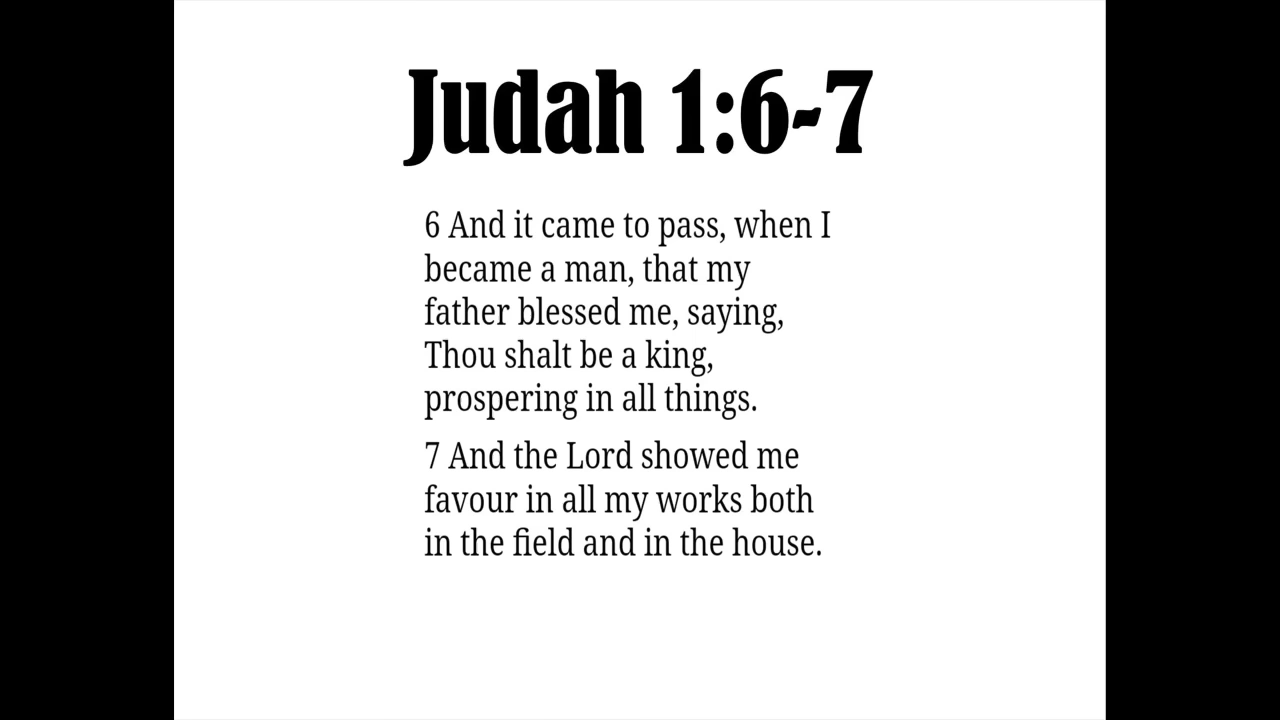 Judah 1:6-7
6 And it came to pass, when I
became a man, that my
father blessed me, saying,
Thou shalt be a king,
prospering in all things.
7 And the Lord showed me
favour in all my works both
in the field and in the house.